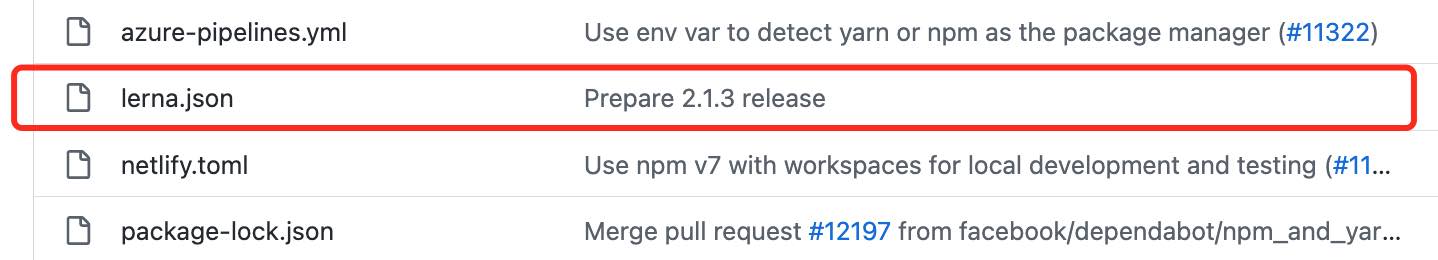 azure-pipelines.yml Use env var to detect yarn or npm as the package manager (#11322)
lerna.json Prepare 2.1.3 release
netlify.toml Use npm v7 with workspaces for local development and testing (#11...
package-lock.json Merge pull request #12197 from facebook/dependabot/npm_and_yar...